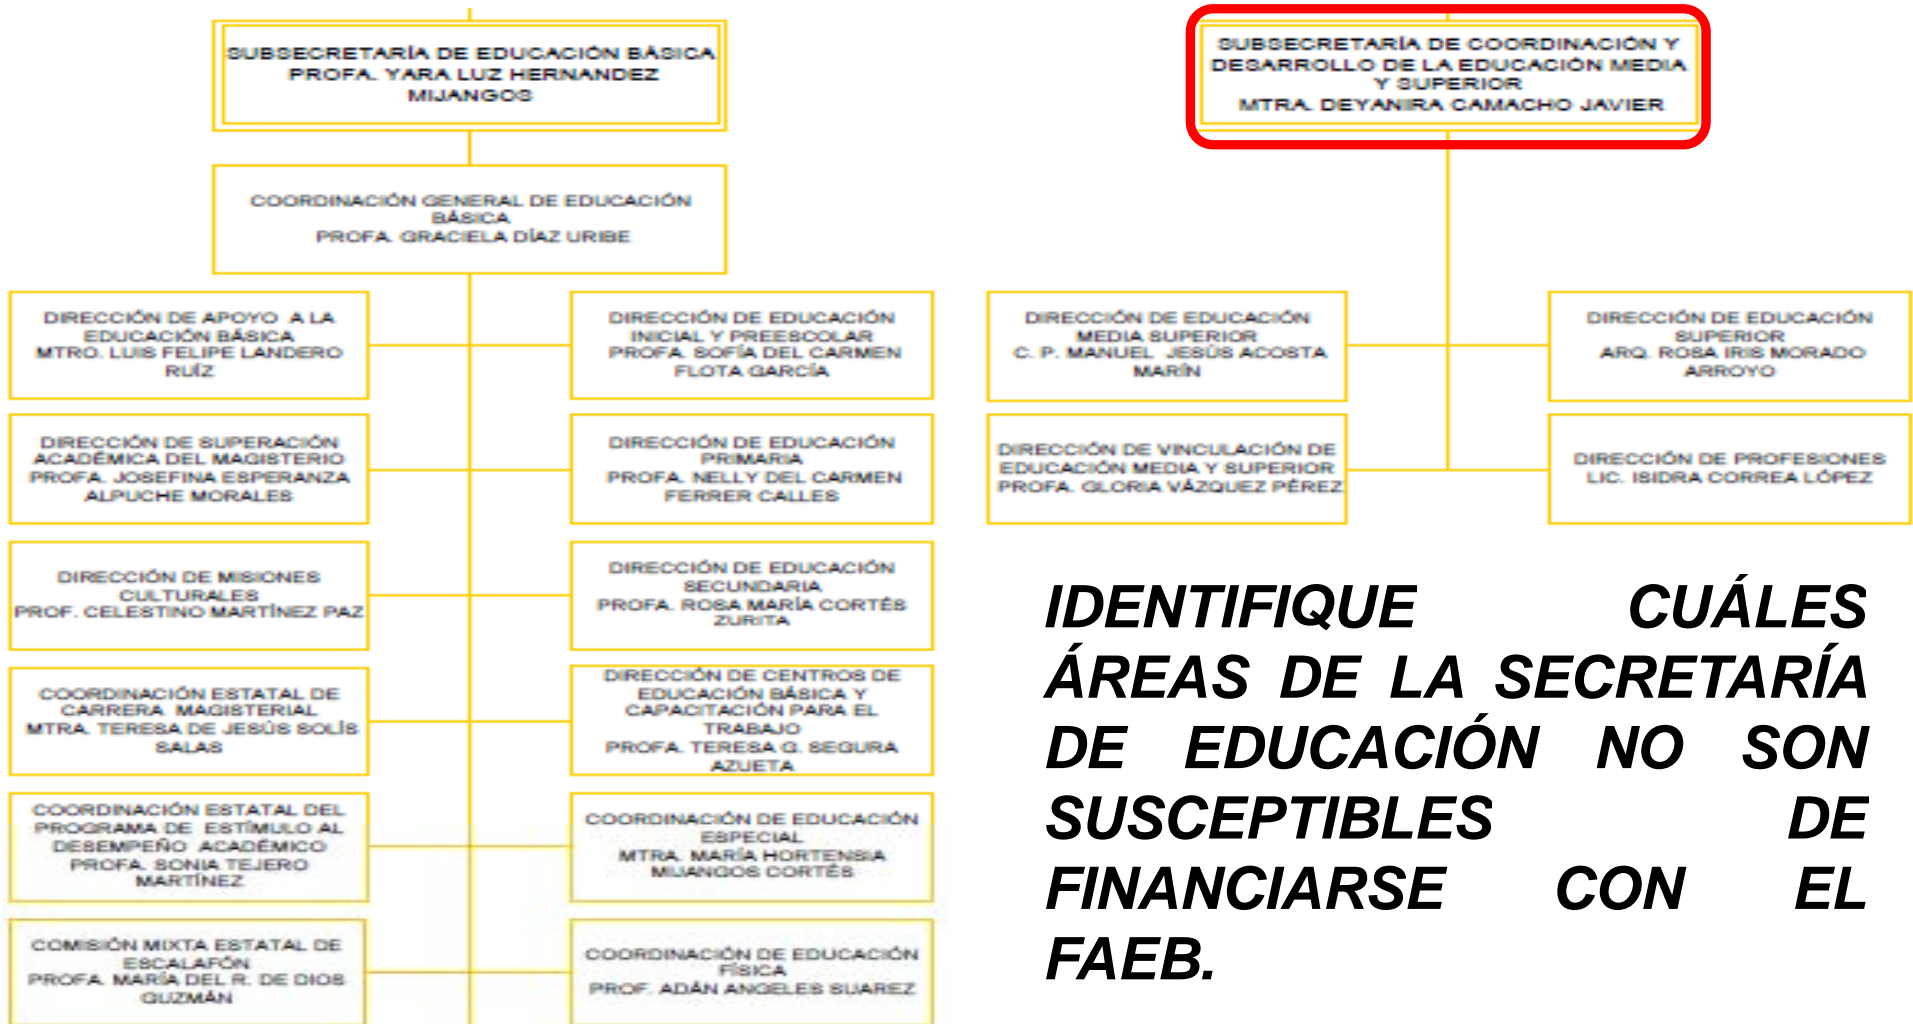 SUBSECRETARÍA DE EDUCACIÓN BÁSICA
PROFA. YARA LUZ HERNANDEZ
MIJANGOS
COORDINACIÓN GENERAL DE EDUCACIÓN
BÁSICA
PROFA. GRACIELA DÍAZ URIBE
DIRECCIÓN DE APOYO A LA
EDUCACIÓN BÁSICA
MTRO. LUIS FELIPE LANDERO
RUÍZ
DIRECCIÓN DE EDUCACIÓN
INICIAL Y PREESCOLAR
PROFA. SOFÍA DEL CARMEN
FLOTA GARCÍA
DIRECCIÓN DE SUPERACIÓN
ACADÉMICA DEL MAGISTERIO
PROFA. JOSEFINA ESPERANZA
ALPUCHE MORALES
DIRECCIÓN DE EDUCACIÓN
PRIMARIA
PROFA. NELLY DEL CARMEN
FERRER CALLES
DIRECCIÓN DE MISIONES
CULTURALES
PROF. CELESTINO MARTÍNEZ PAZ
DIRECCIÓN DE EDUCACIÓN
SECUNDARIA
PROFA. ROSA MARÍA CORTÉS
ZURITA
COORDINACIÓN ESTATAL DE
CARRERA MAGISTERIAL
MTRA. TERESA DE JESÚS SOLÍS
SALAS
DIRECCIÓN DE CENTROS DE
EDUCACIÓN BÁSICA Y
CAPACITACIÓN PARA EL
TRABAJO
PROFA. TERESA G. SEGURA
AZUETA
COORDINACIÓN ESTATAL DEL
PROGRAMA DE ESTÍMULO AL
DESEMPEÑO ACADÉMICO
PROFA. SONIA TEJERO
MARTÍNEZ
COORDINACIÓN DE EDUCACIÓN
ESPECIAL
MTRA. MARÍA HORTENSIA
MIJANGOS CORTÉS
COMISIÓN MIXTA ESTATAL DE
ESCALAFÓN
PROFA. MARÍA DEL R. DE DIOS
GUZMÁN
COORDINACIÓN DE EDUCACIÓN
FÍSICA
PROF. ADÁN ANGELES SUAREZ
SUBSECRETARÍA DE COORDINACIÓN Y
DESARROLLO DE LA EDUCACIÓN MEDIA
Y SUPERIOR
MTRA. DEYANIRA CAMACHO JAVIER
DIRECCIÓN DE EDUCACIÓN
MEDIA SUPERIOR
C. P. MANUEL JESÚS ACOSTA
MARÍN
DIRECCIÓN DE EDUCACIÓN
SUPERIOR
ARQ. ROSA IRIS MORADO
ARROYO
DIRECCIÓN DE VINCULACIÓN DE
EDUCACIÓN MEDIA Y SUPERIOR
PROFA. GLORIA VÁZQUEZ PÉREZ
DIRECCIÓN DE PROFESIONES
LIC. ISIDRA CORREA LÓPEZ
IDENTIFIQUE CUÁLES
ÁREAS DE LA SECRETARÍA
DE EDUCACIÓN NO SON
SUSCEPTIBLES DE
FINANCIARSE CON EL
FAEB.